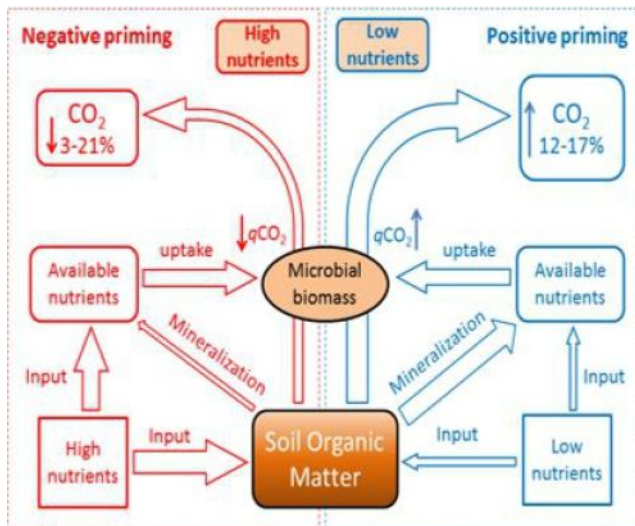 Negative priming
High
nutrients
Low
nutrients
Positive priming
CO2
↓ 3-21%
CO2
↑ 12-17%
↓ qCO2
qCO2 ↑
uptake
uptake
Available
nutrients
Microbial
biomass
Available
nutrients
Mineralization
Mineralization
Input
Input
High
nutrients
Input
Soil Organic
Matter
Input
Low
nutrients